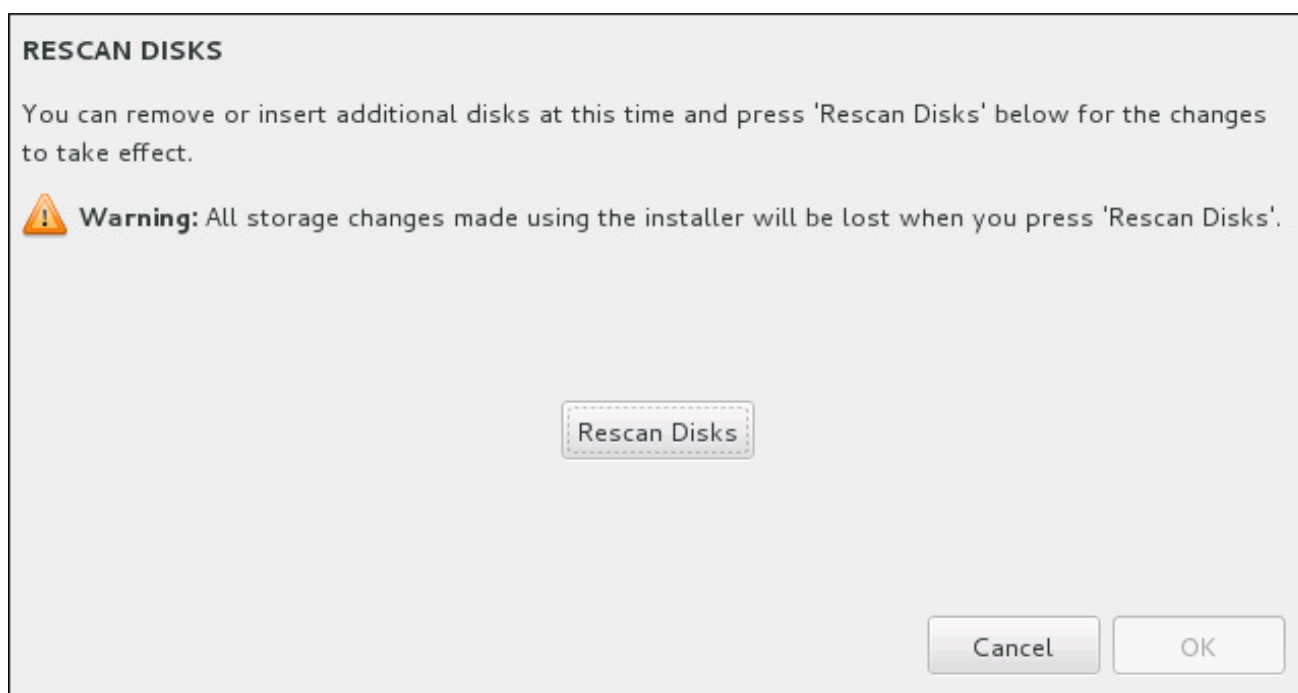 RESCAN DISKS
You can remove or insert additional disks at this time and press 'Rescan Disks' below for the changes
to take effect.
Warning: All storage changes made using the installer will be lost when you press 'Rescan Disks'.
Rescan Disks
Cancel
OK